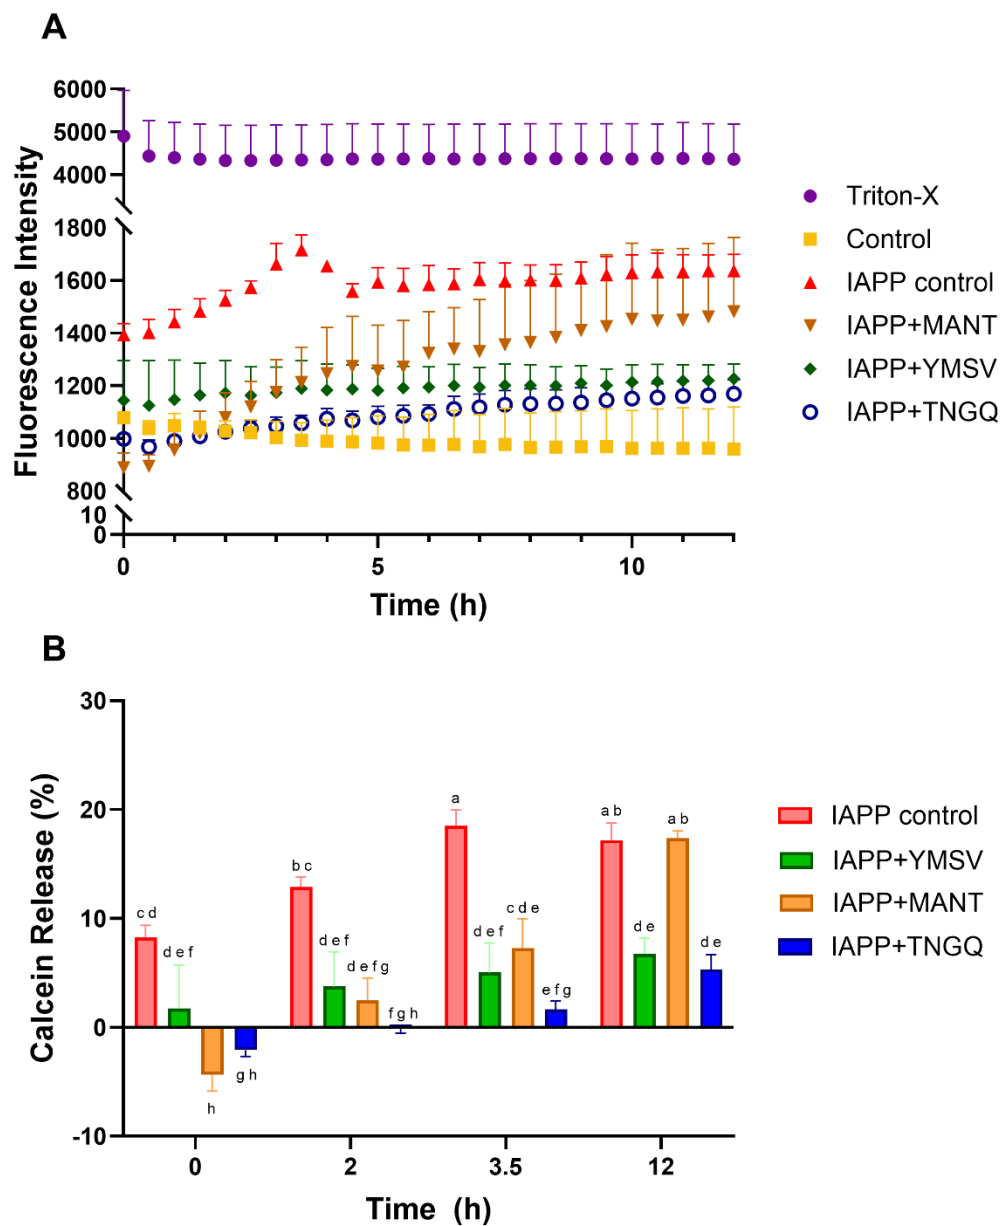 A
Fluorescence Intensity
6000
5000
4000
1800
1600
1400
1200
1000
800
10
0
0
5
10
Time (h)
Triton-X
Control
IAPP control
IAPP+MANT
IAPP+YMSV
IAPP+TNGQ
B
Calcein Release (%)
30
20
10
0
-10
c d
d e f
h
g h
b c
d e f
d e f g
f g h
a
d e f
c d e
e f g
a b
d e
a b
d e
0
2
3.5
12
Time (h)
IAPP control
IAPP+YMSV
IAPP+MANT
IAPP+TNGQ